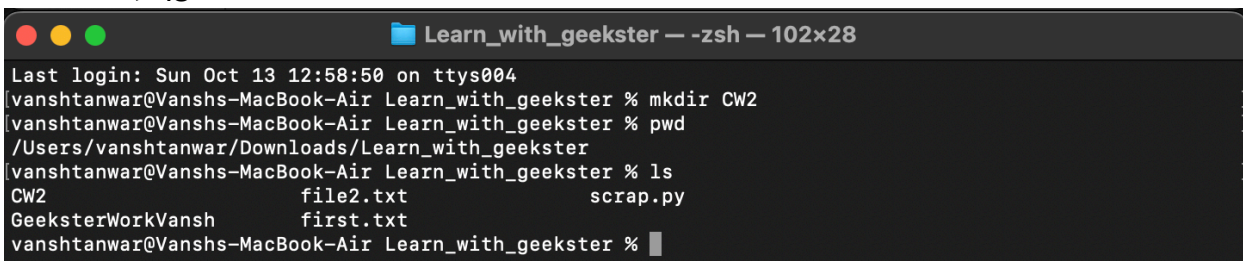 Learn_with_geekster — -zsh — 102×28
Last login: Sun Oct 13 12:58:50 on ttys004
[vanshtanwar@Vanshs-MacBook-Air Learn_with_geekster % mkdir CW2
[vanshtanwar@Vanshs-MacBook-Air Learn_with_geekster % pwd
/Users/vanshtanwar/Downloads/Learn_with_geekster
[vanshtanwar@Vanshs-MacBook-Air Learn_with_geekster % ls
CW2 file2.txt scrap.py
GeeksterWorkVansh first.txt
vanshtanwar@Vanshs-MacBook-Air Learn_with_geekster %